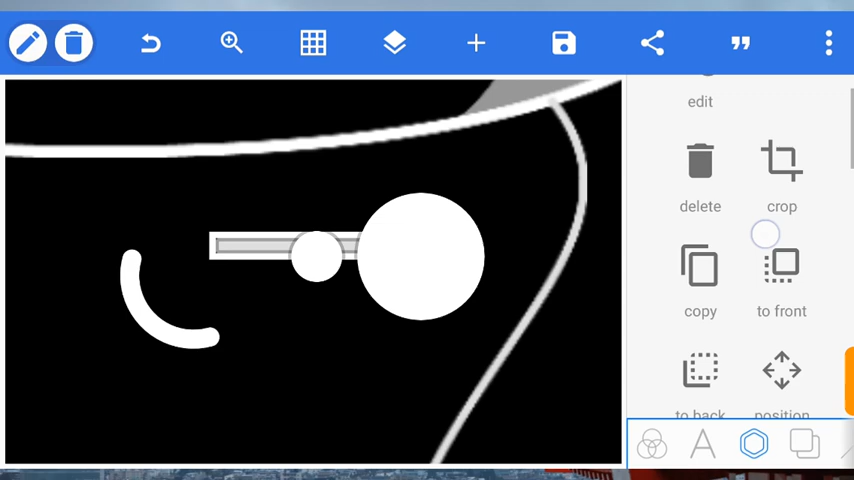 edit
delete crop
copy to front
to back position